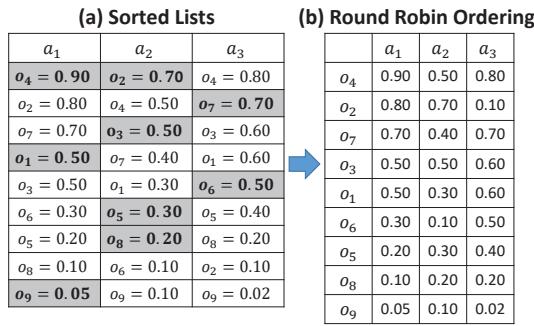 (a) Sorted Lists (b) Round Robin Ordering
a₁ a₂ a₃ a₁ a₂ a₃
o₄ = 0.90 o₂ = 0.70 o₄ = 0.80 o₄ 0.90 0.50 0.80
o₂ = 0.80 o₄ = 0.50 o₇ = 0.70 o₂ 0.80 0.70 0.10
o₇ = 0.70 o₃ = 0.50 o₃ = 0.60 o₇ 0.70 0.40 0.70
o₁ = 0.50 o₇ = 0.40 o₁ = 0.60 o₃ 0.50 0.50 0.60
o₃ = 0.50 o₁ = 0.30 o₆ = 0.50 o₁ 0.50 0.30 0.60
o₆ = 0.30 o₅ = 0.30 o₅ = 0.40 o₆ 0.30 0.10 0.50
o₅ = 0.20 o₈ = 0.20 o₈ = 0.20 o₅ 0.20 0.30 0.40
o₈ = 0.10 o₆ = 0.10 o₂ = 0.10 o₈ 0.10 0.20 0.20
o₉ = 0.05 o₉ = 0.10 o₉ = 0.02 o₉ 0.05 0.10 0.02